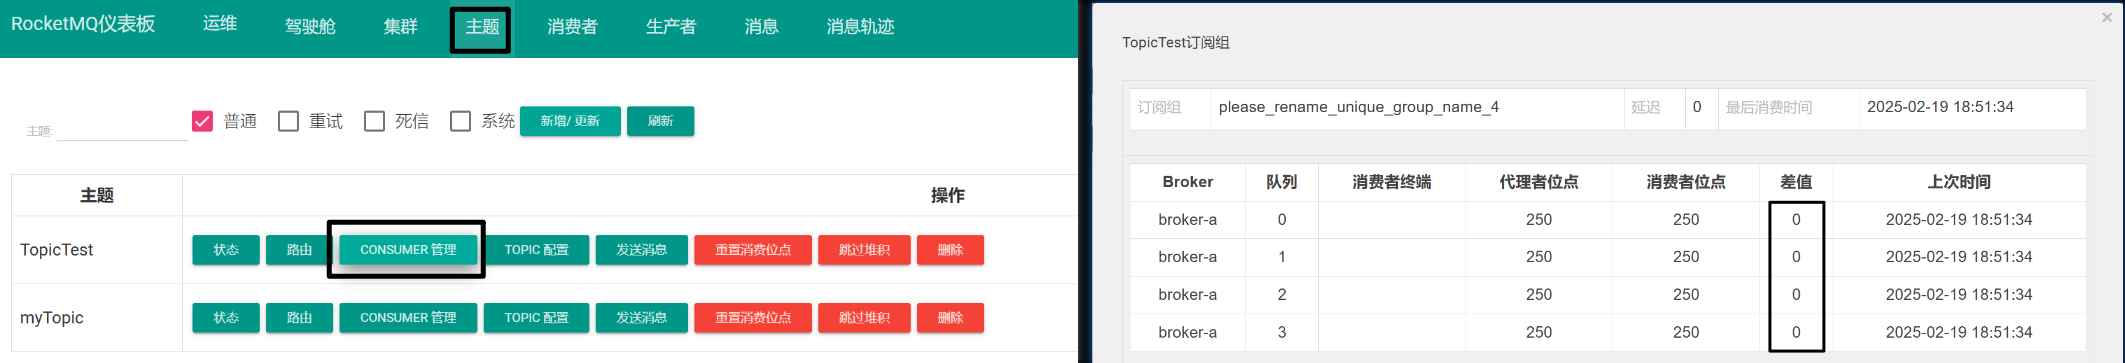 RocketMQ仪表板 运维 驾驶舱 集群 主题 消费者 生产者 消息 消息轨迹
主题: 普通 重试 死信 系统 新增/ 更新 刷新
主题 操作
TopicTest 状态 路由 CONSUMER 管理 TOPIC 配置 发送消息 重置消费位点 跳过堆积 删除
myTopic 状态 路由 CONSUMER 管理 TOPIC 配置 发送消息 重置消费位点 跳过堆积 删除
×
TopicTest订阅组
订阅组 please_rename_unique_group_name_4 延迟 0 最后消费时间 2025-02-19 18:51:34
Broker 队列 消费者终端 代理者位点 消费者位点 差值 上次时间
broker-a 0 250 250 0 2025-02-19 18:51:34
broker-a 1 250 250 0 2025-02-19 18:51:34
broker-a 2 250 250 0 2025-02-19 18:51:34
broker-a 3 250 250 0 2025-02-19 18:51:34